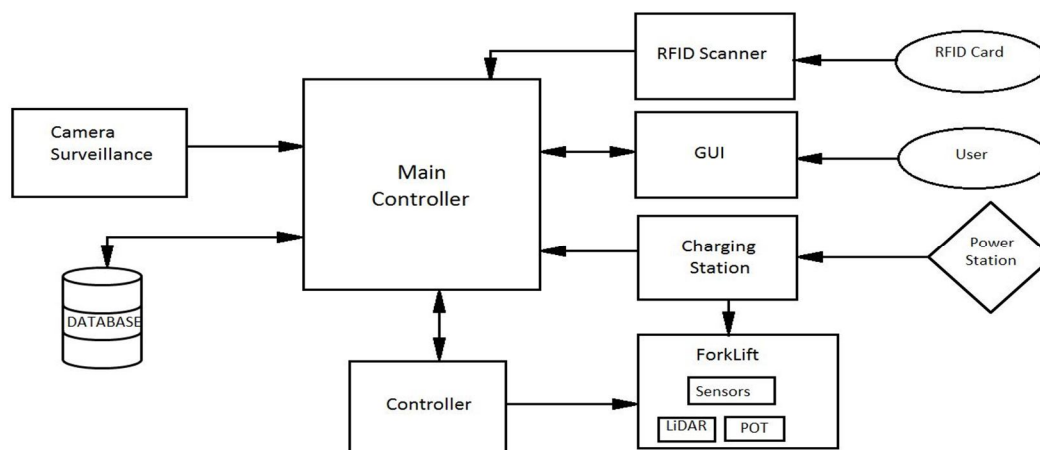 RFID Scanner
RFID Card
Camera
Surveillance
Main
Controller
GUI
User
Charging
Station
Power
Station
DATABASE
Controller
ForkLift
Sensors
LiDAR
POT